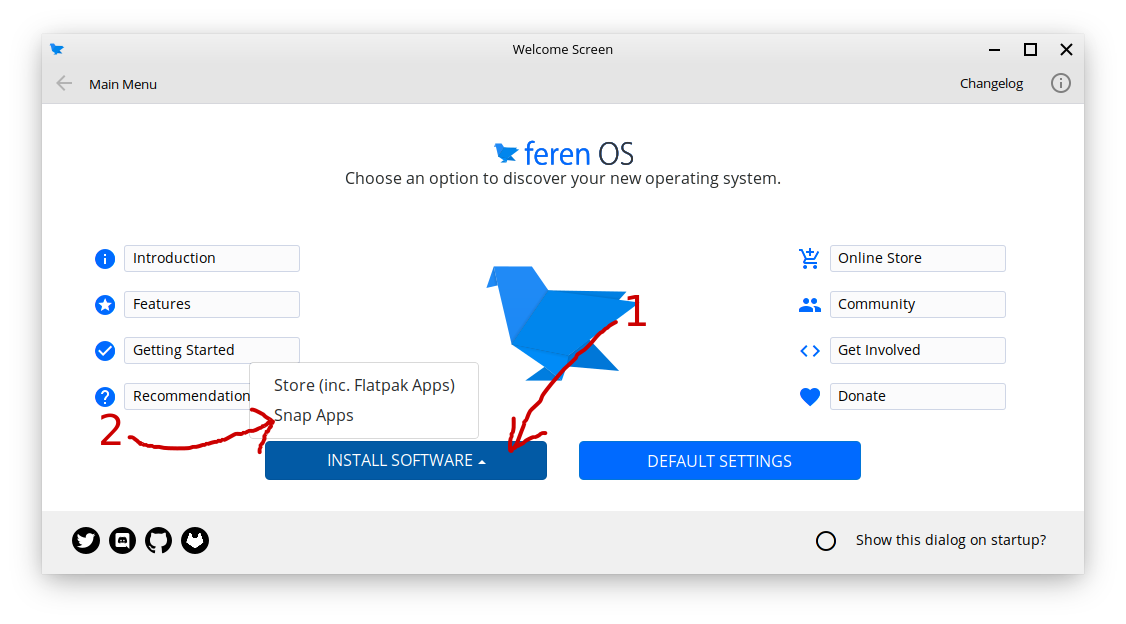 Welcome Screen
Main Menu
Changelog
feren OS
Choose an option to discover your new operating system.
Introduction
Online Store
Features
Community
1
Getting Started
Get Involved
Store (inc. Flatpak Apps)
Recommendation
Donate
Snap Apps
2
INSTALL SOFTWARE
DEFAULT SETTINGS
Show this dialog on startup?